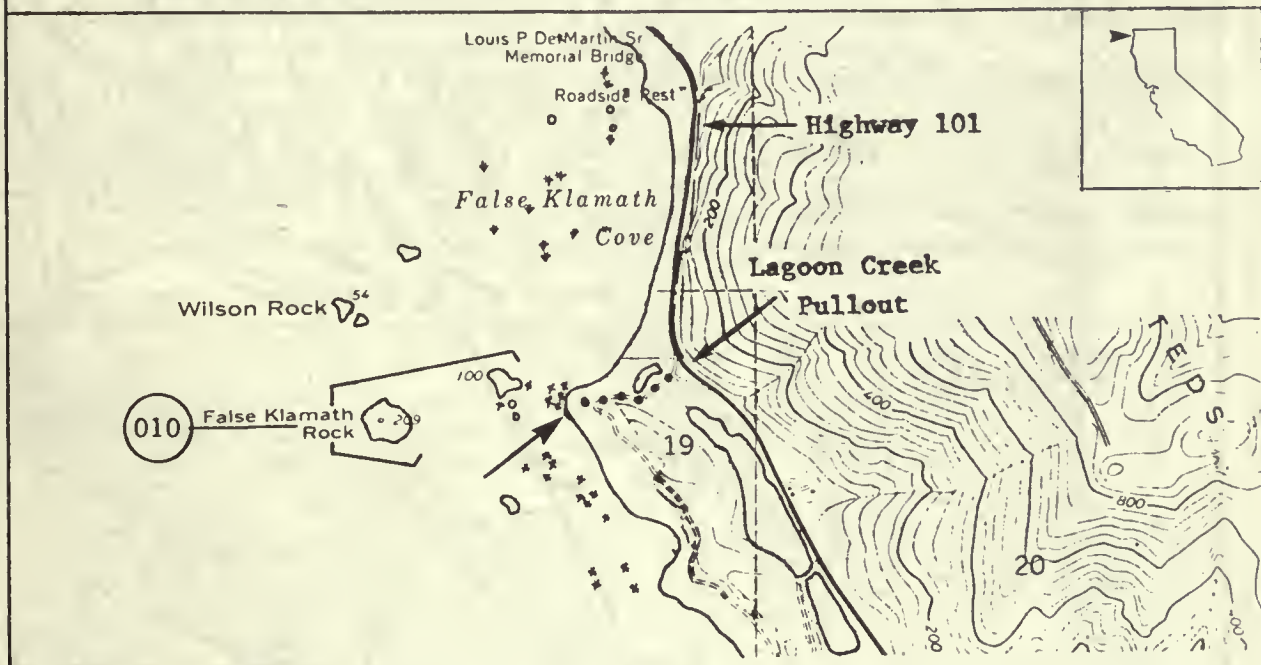 Louis P DeMartin Sr
Memorial Bridge
Roadside Rest
Highway 101
False Klamath
Cove
200
Lagoon Creek
Pullout
Wilson Rock
54
100
010
False Klamath
Rock
209
19
20
800
200
400